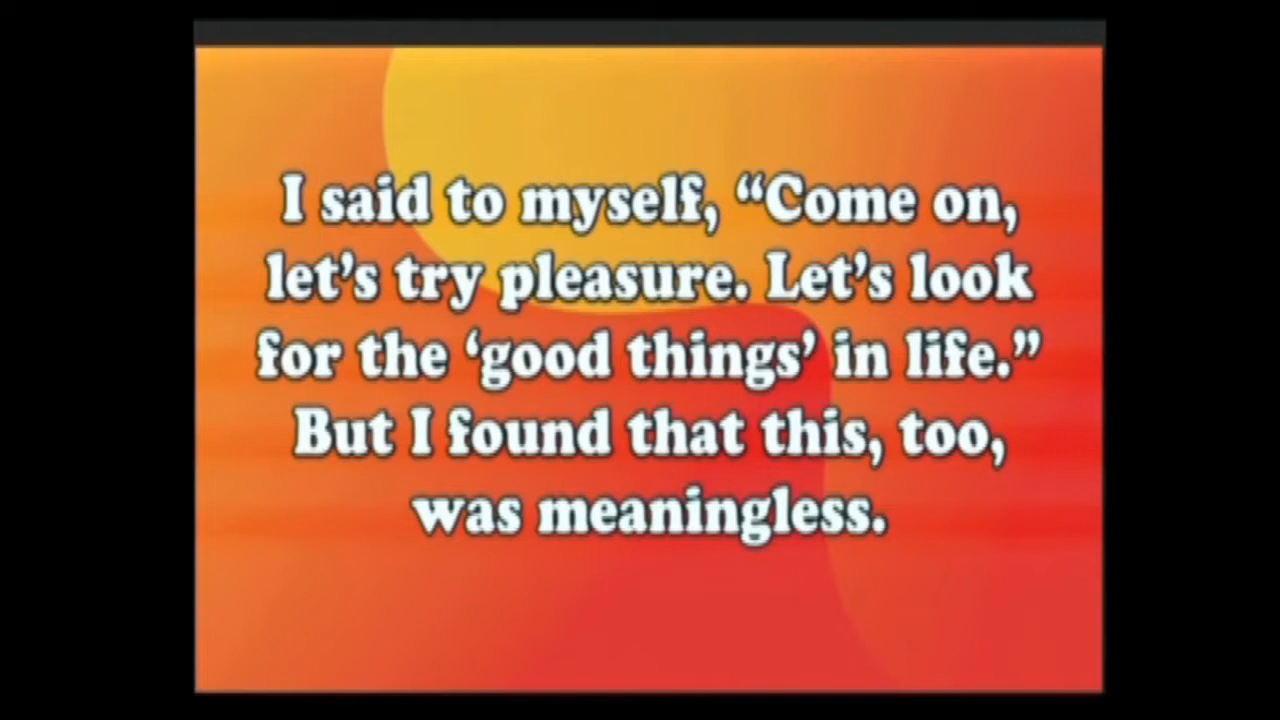 I said to myself, “Come on,
let’s try pleasure. Let’s look
for the ‘good things’ in life.”
But I found that this, too,
was meaningless.